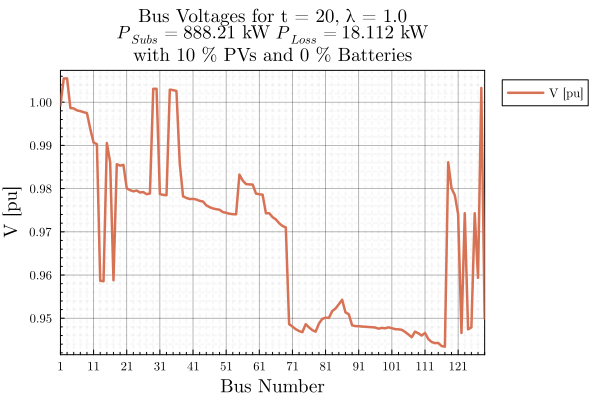 Bus Voltages for t = 20, λ = 1.0
P_Subs = 888.21 kW P_Loss = 18.112 kW
with 10 % PVs and 0 % Batteries
V [pu]
1.00
0.99
0.98
0.97
0.96
0.95
V [pu]
1 11 21 31 41 51 61 71 81 91 101 111 121
Bus Number